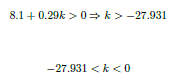 8.1 + 0.29k > 0 ⇒ k > −27.931
−27.931 < k < 0